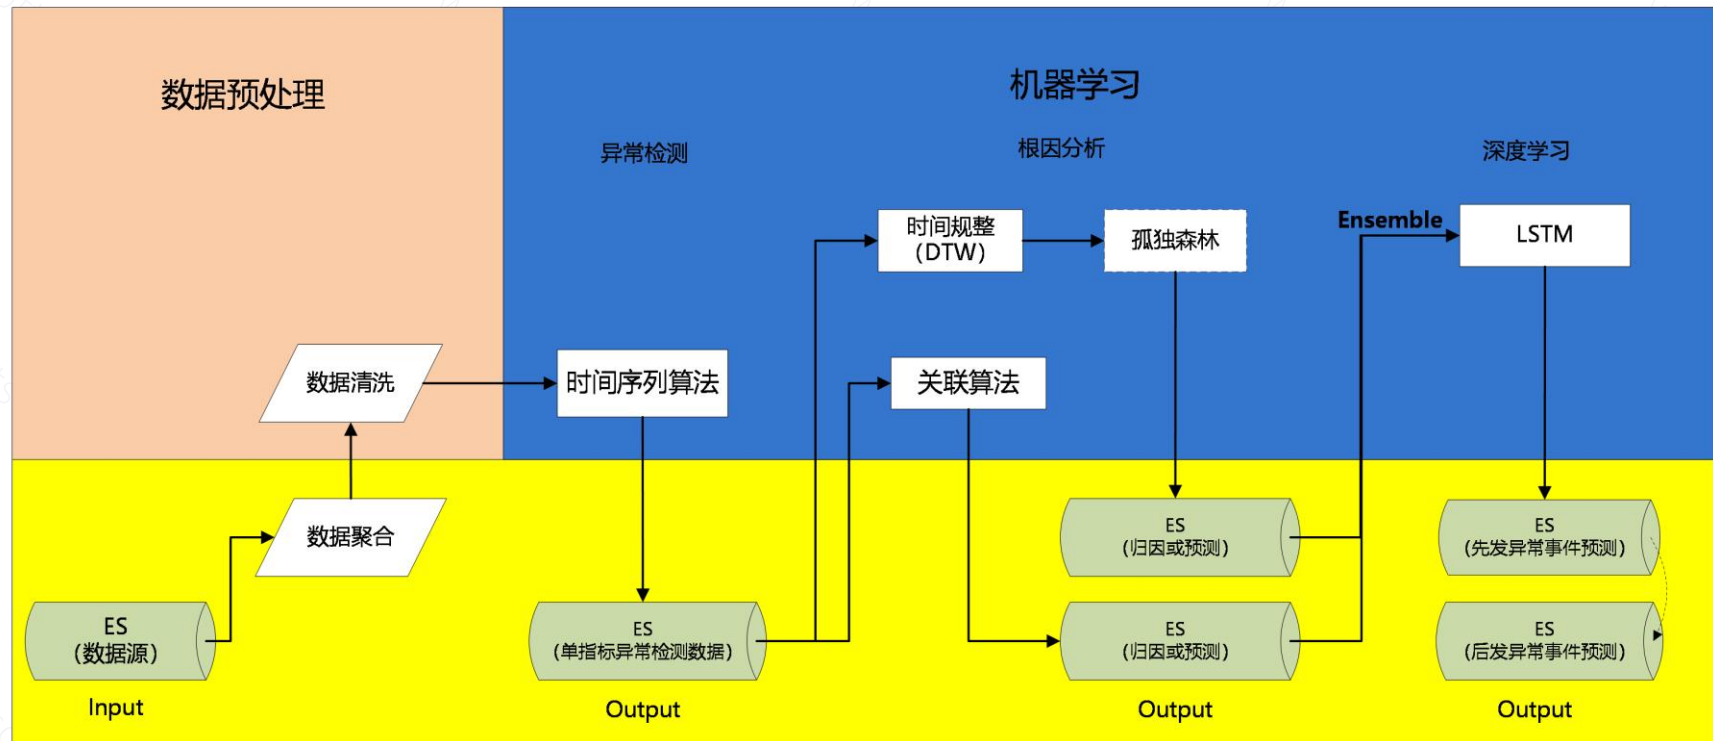 数据预处理
机器学习
异常检测
根因分析
深度学习
时间规整
（DTW）
孤独森林
Ensemble
LSTM
数据清洗
时间序列算法
关联算法
数据聚合
ES
（归因或预测）
ES
（先发异常事件预测）
ES
（数据源）
ES
（单指标异常检测数据）
ES
（归因或预测）
ES
（后发异常事件预测）
Input
Output
Output
Output